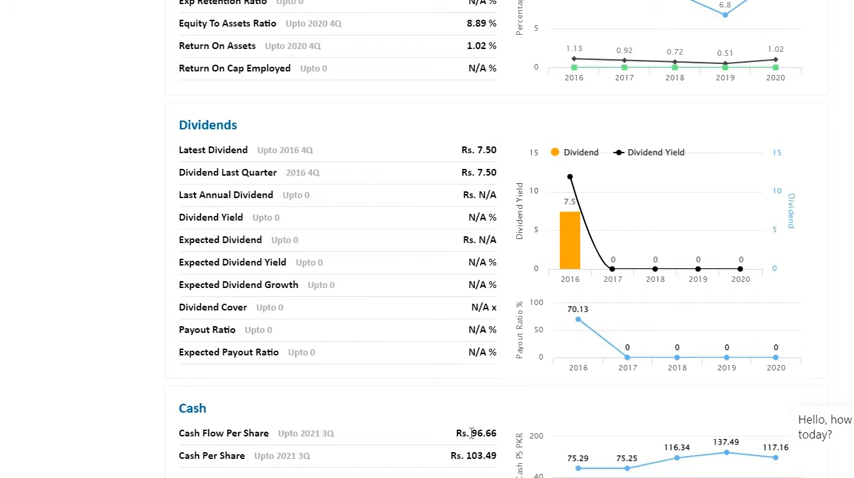 Exp Retention Ratio Upto 0 N/A %
Equity To Assets Ratio Upto 2020 4Q 8.89 %
Return On Assets Upto 2020 4Q 1.02 %
Return On Cap Employed Upto 0 N/A %
6.8
5
1.13 0.92 0.72 0.51 1.02
0
2016 2017 2018 2019 2020
Dividends
Latest Dividend Upto 2016 4Q Rs. 7.50
Dividend Last Quarter 2016 4Q Rs. 7.50
Last Annual Dividend Upto 0 Rs. N/A
Dividend Yield Upto 0 N/A %
Expected Dividend Upto 0 Rs. N/A
Expected Dividend Yield Upto 0 N/A %
Expected Dividend Growth Upto 0 N/A %
Dividend Cover Upto 0 N/A x
Payout Ratio Upto 0 N/A %
Expected Payout Ratio Upto 0 N/A %
15 Dividend Dividend Yield 15
10 10
7.5
5 5
0 0 0 0 0 0
2016 2017 2018 2019 2020
Dividend Yield
Dividend
100
70.13
50
0 0 0 0 0
2016 2017 2018 2019 2020
Payout Ratio %
Cash
Cash Flow Per Share Upto 2021 3Q Rs. 96.66
Cash Per Share Upto 2021 3Q Rs. 103.49
200
75.29 75.25 116.34 137.49 117.16
PS PKR
Hello, how
today?